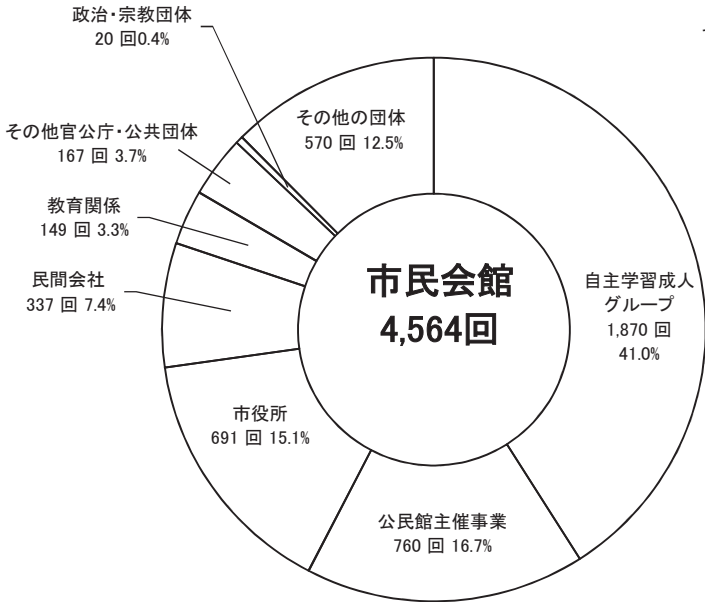 政治・宗教団体
20 回0.4%
その他の団体
570 回 12.5%
その他官公庁・公共団体
167 回 3.7%
教育関係
149 回 3.3%
民間会社
337 回 7.4%
市民会館
4,564回
自主学習成人
グループ
1,870 回
41.0%
市役所
691 回 15.1%
公民館主催事業
760 回 16.7%